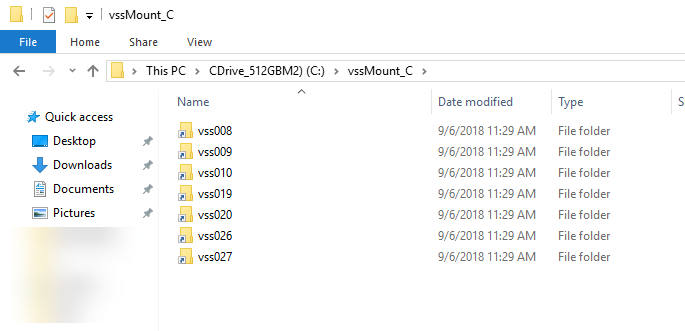 vssMount_C
File Home Share View
This PC CDrive_512GBM2) (C:) vssMount_C
Name Date modified Type S
Quick access
Desktop
Downloads
Documents
Pictures
vss008 9/6/2018 11:29 AM File folder
vss009 9/6/2018 11:29 AM File folder
vss010 9/6/2018 11:29 AM File folder
vss019 9/6/2018 11:29 AM File folder
vss020 9/6/2018 11:29 AM File folder
vss026 9/6/2018 11:29 AM File folder
vss027 9/6/2018 11:29 AM File folder